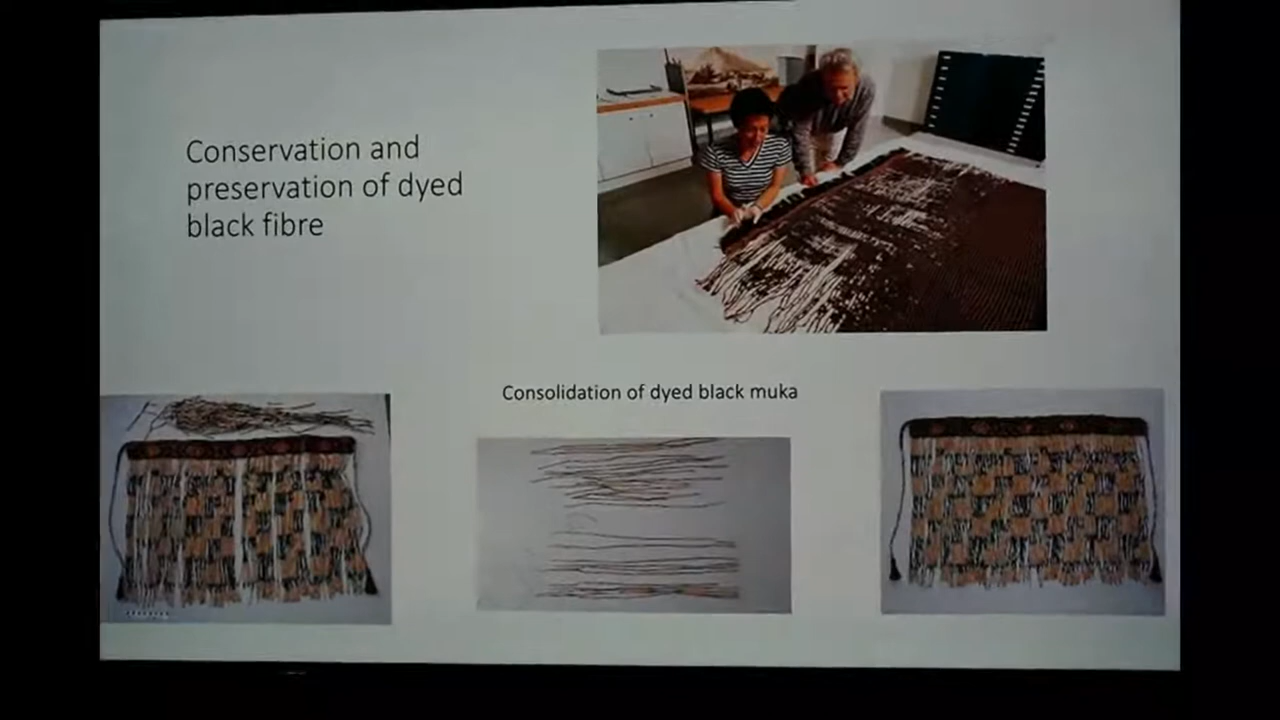 Conservation and
preservation of dyed
black fibre
Consolidation of dyed black muka